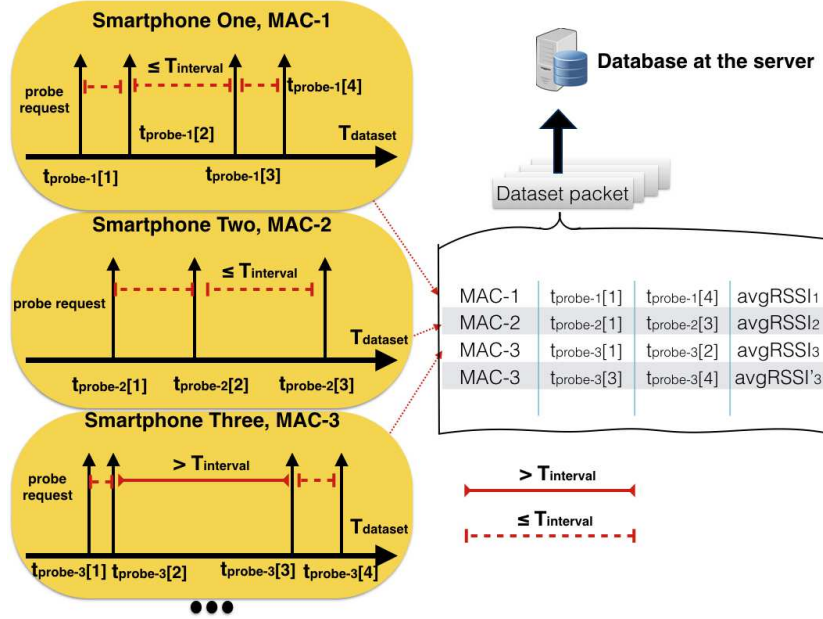 Smartphone One, MAC-1
≤ Tinterval
tprobe-1[4]
probe
request
tprobe-1[2]
Tdataset
tprobe-1[1]
tprobe-1[3]
Smartphone Two, MAC-2
≤ Tinterval
probe request
Tdataset
tprobe-2[1]
tprobe-2[2]
tprobe-2[3]
Smartphone Three, MAC-3
> Tinterval
probe
request
Tdataset
tprobe-3[1]
tprobe-3[2]
tprobe-3[3]
tprobe-3[4]
Database at the server
Dataset packet
MAC-1 tprobe-1[1] tprobe-1[4] avgRSSI1
MAC-2 tprobe-2[1] tprobe-2[3] avgRSSI2
MAC-3 tprobe-3[1] tprobe-3[2] avgRSSI3
MAC-3 tprobe-3[3] tprobe-3[4] avgRSSI'3
> Tinterval
≤ Tinterval